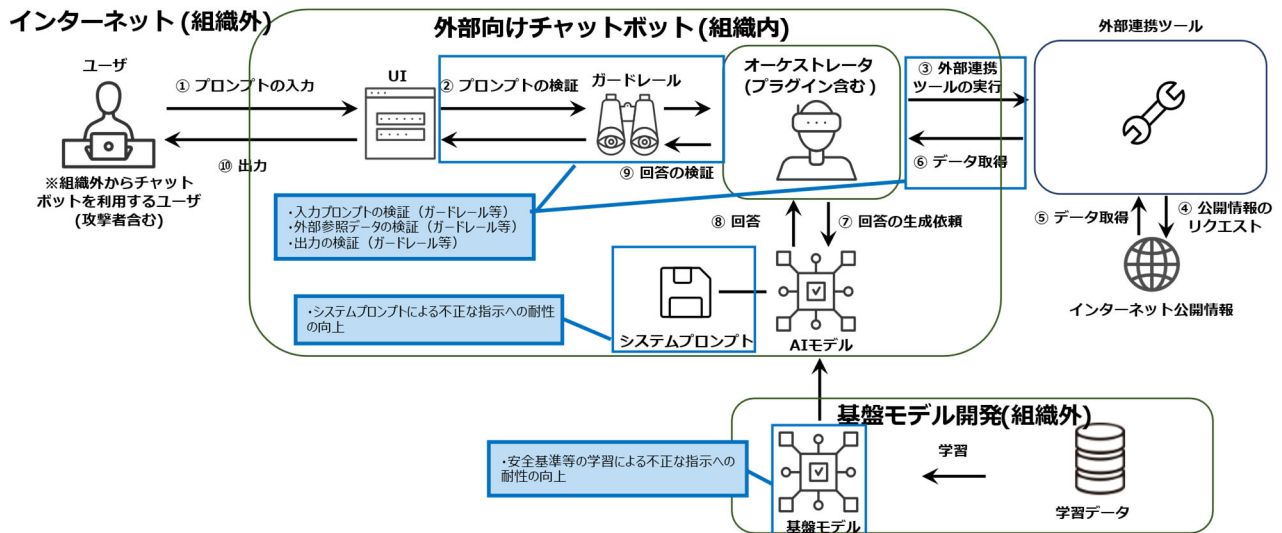 インターネット (組織外)
外部向けチャットボット (組織内)
外部連携ツール
ユーザ
① プロンプトの入力
⑩ 出力
※組織外からチャット
ボットを利用するユーザ
(攻撃者含む)
UI
② プロンプトの検証
ガードレール
⑨ 回答の検証
オーケストレータ
(プラグイン含む)
③ 外部連携
ツールの実行
⑥ データ取得
・入力プロンプトの検証（ガードレール等）
・外部参照データの検証（ガードレール等）
・出力の検証（ガードレール等）
⑧ 回答
⑦ 回答の生成依頼
⑤ データ取得
④ 公開情報の
リクエスト
インターネット公開情報
・システムプロンプトによる不正な指示への耐性
の向上
システムプロンプト
AIモデル
基盤モデル開発(組織外)
・安全基準等の学習による不正な指示への
耐性の向上
学習
基盤モデル
学習データ